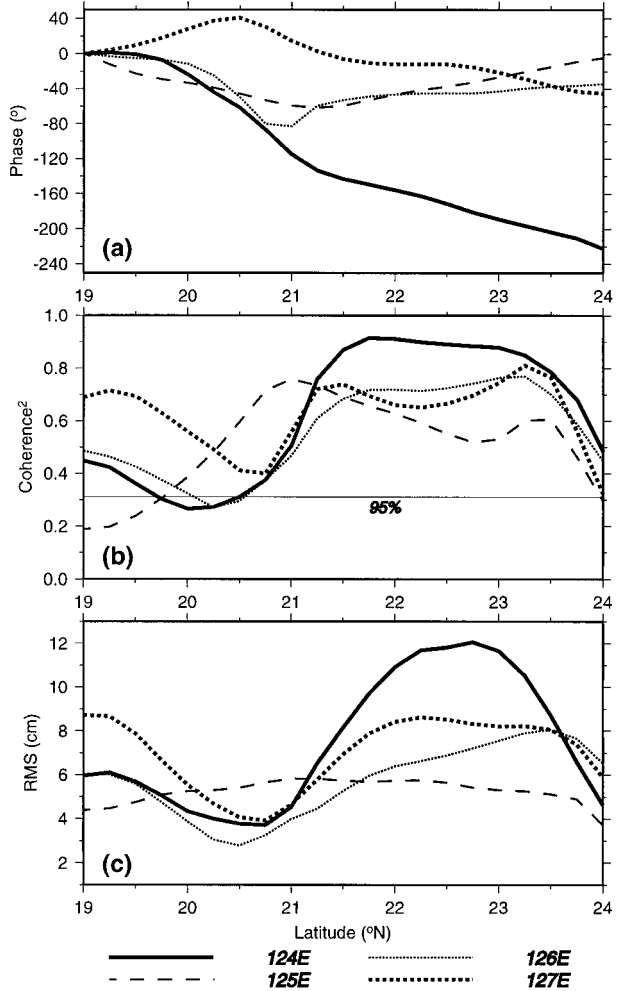 40
0
-40
-80
-120
-160
-200
-240
Phase (º)
(a)
19 20 21 22 23 24
1.0
0.8
0.6
0.4
0.2
0.0
Coherence²
95%
(b)
19 20 21 22 23 24
12
10
8
6
4
2
RMS (cm)
(c)
19 20 21 22 23 24
Latitude (ºN)
124E 126E
125E 127E